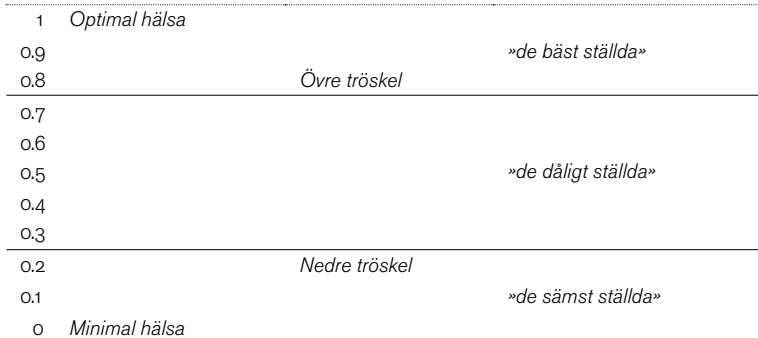 1 Optimal hälsa
0.9 »de bäst ställda»
0.8 Övre tröskel
0.7
0.6
0.5 »de dåligt ställda»
0.4
0.3
0.2 Nedre tröskel
0.1 »de sämst ställda»
0 Minimal hälsa